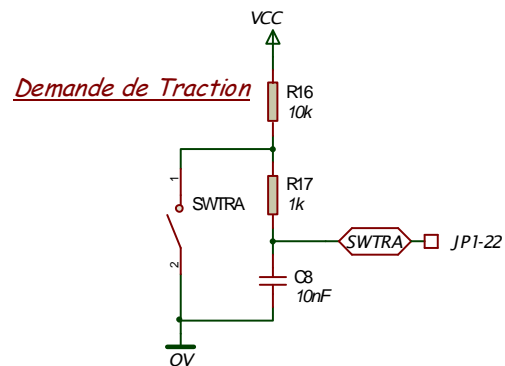 VCC
Demande de Traction
R16
10k
1
R17
1k
SWTRA
SWTRA
JP1-22
2
C8
10nF
0V